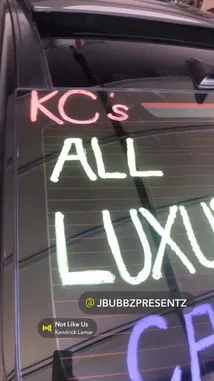 KC's
ALL
@ JBUBBZPRESENTZ
Not Like Us
Kendrick Lamar